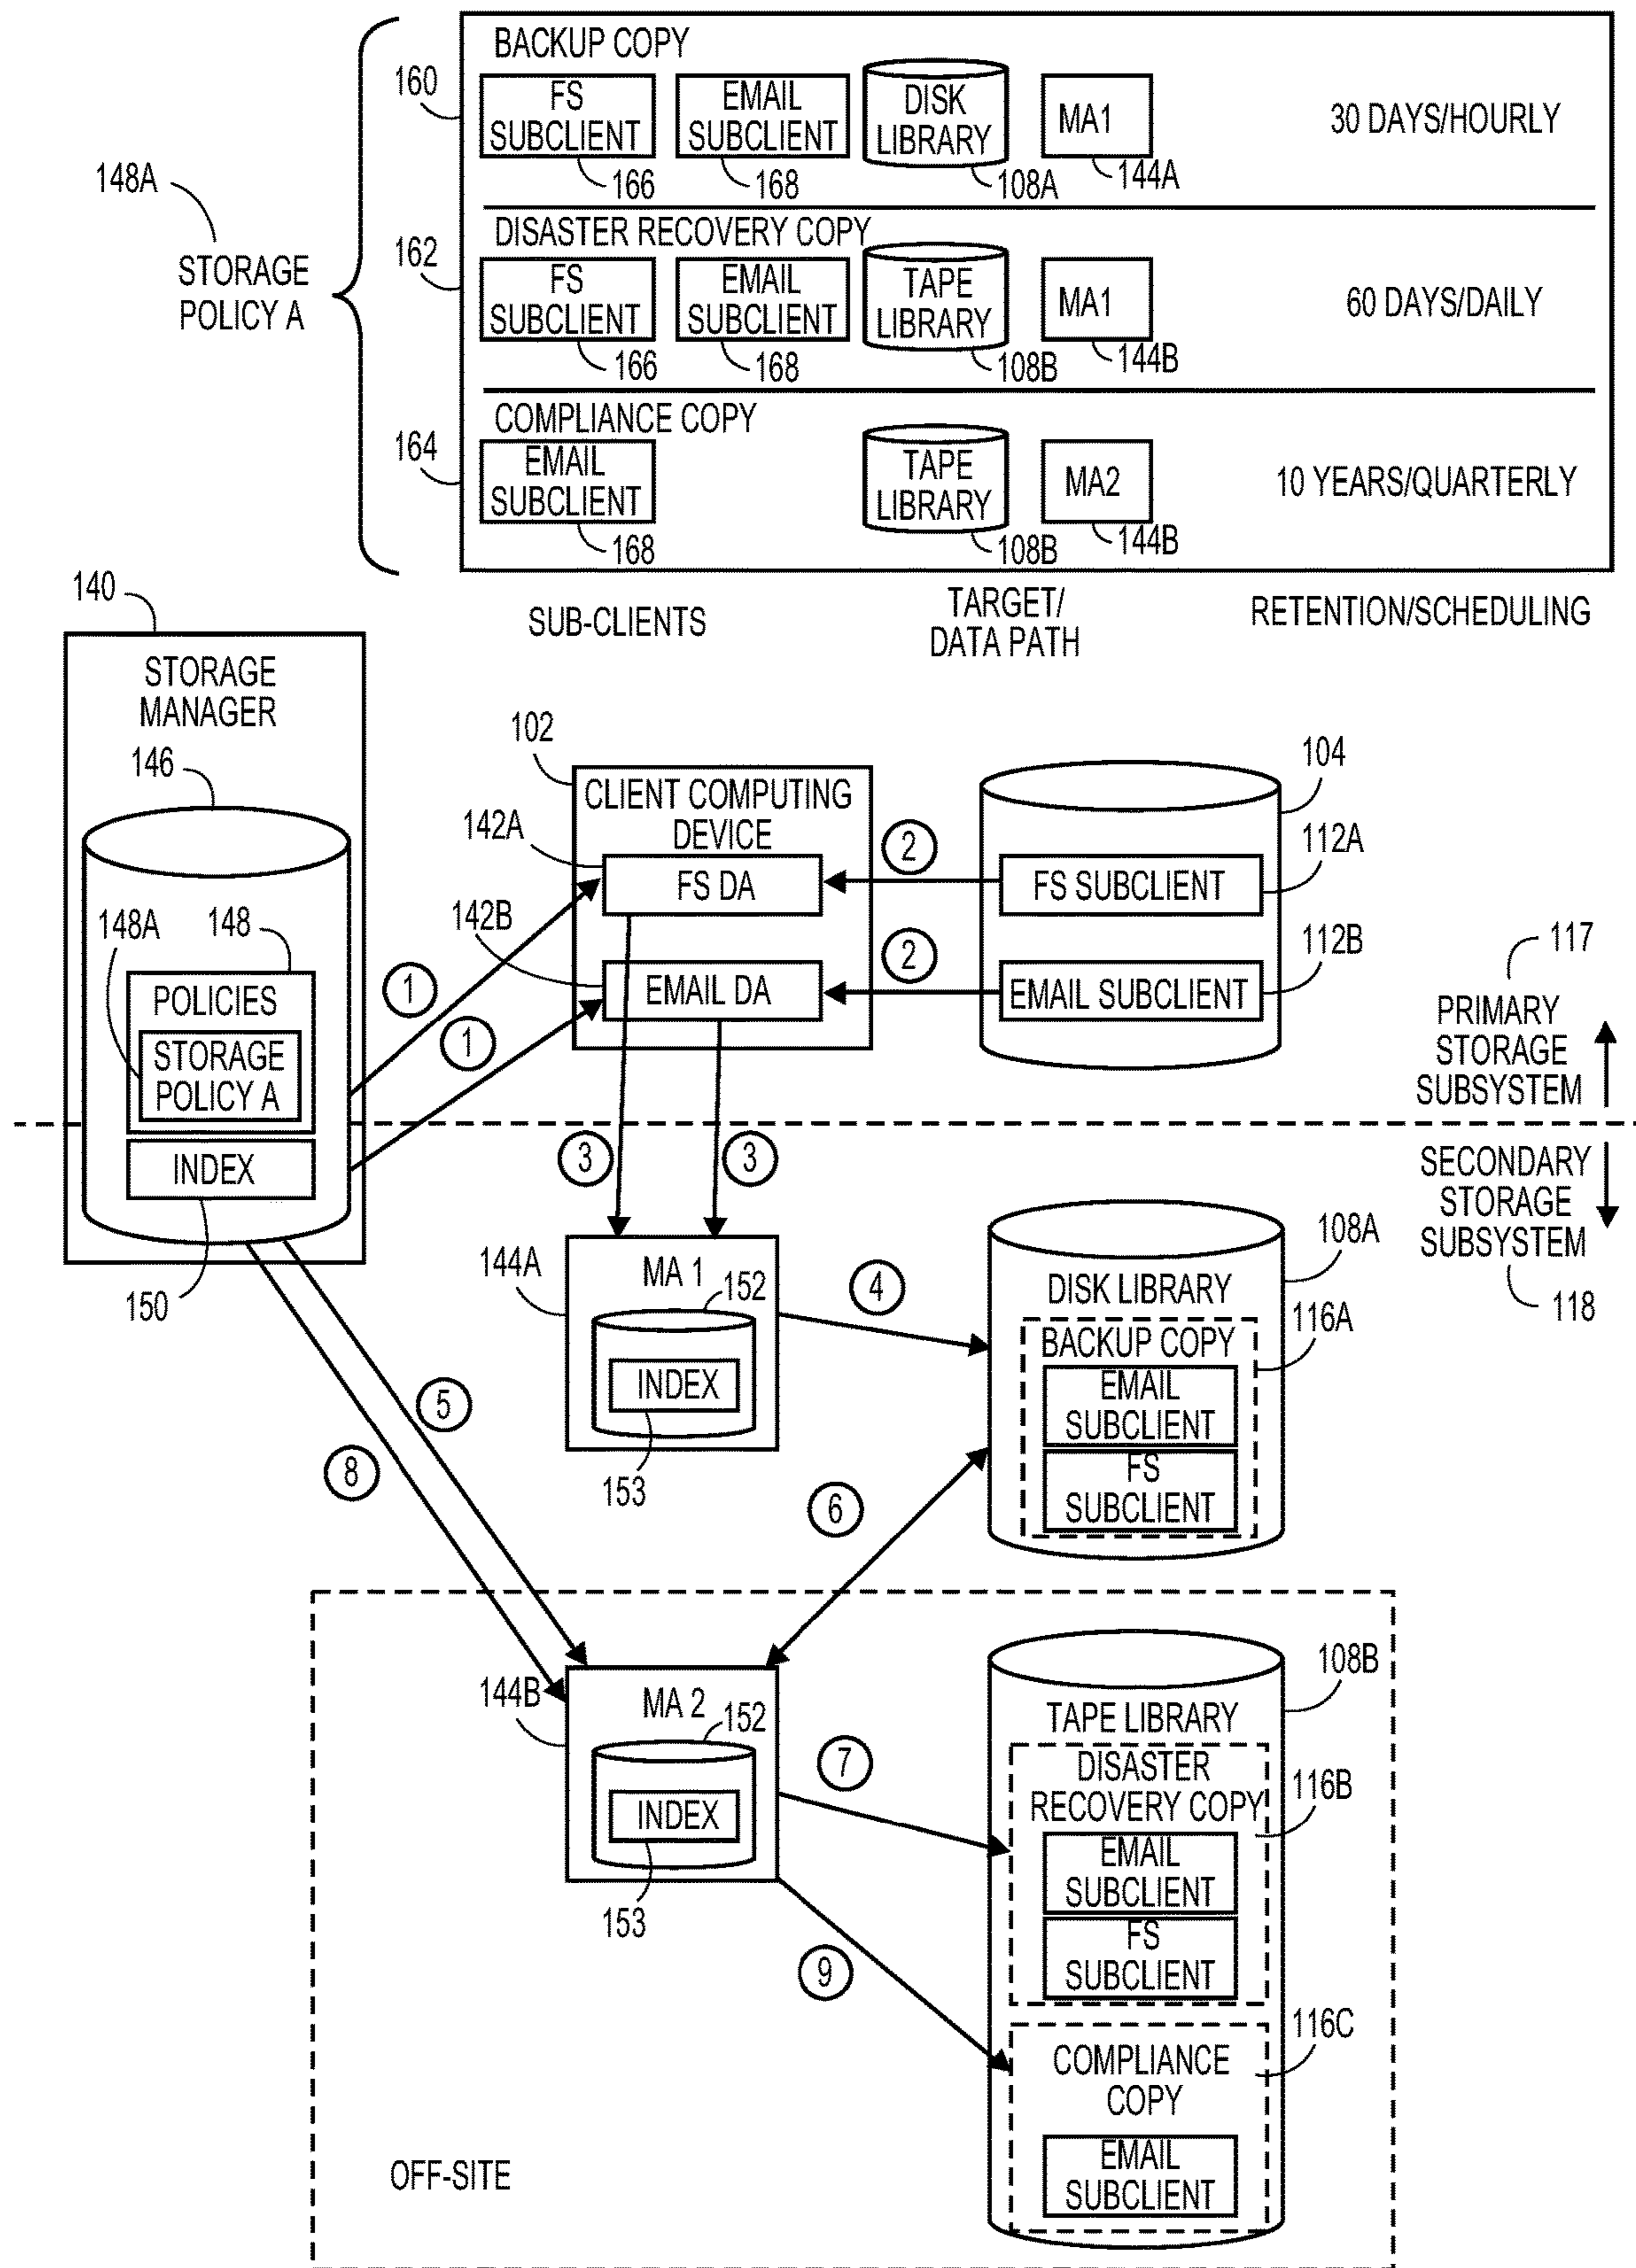 BACKUP COPY
160
FS
SUBCLIENT
166
EMAIL
SUBCLIENT
168
DISK
LIBRARY
108A
MA1
144A
30 DAYS/HOURLY
148A
STORAGE
POLICY A
DISASTER RECOVERY COPY
162
FS
SUBCLIENT
166
EMAIL
SUBCLIENT
168
TAPE
LIBRARY
108B
MA1
144B
60 DAYS/DAILY
COMPLIANCE COPY
164
EMAIL
SUBCLIENT
168
TAPE
LIBRARY
108B
MA2
144B
10 YEARS/QUARTERLY
SUB-CLIENTS
TARGET/
DATA PATH
RETENTION/SCHEDULING
140
STORAGE
MANAGER
146
148A
148
POLICIES
STORAGE
POLICY A
INDEX
150
1
1
102
CLIENT COMPUTING
DEVICE
142A
FS DA
142B
EMAIL DA
2
2
104
FS SUBCLIENT
112A
EMAIL SUBCLIENT
112B
117
PRIMARY
STORAGE
SUBSYSTEM
SECONDARY
STORAGE
SUBSYSTEM
118
3
3
144A
MA 1
152
INDEX
153
4
108A
DISK LIBRARY
BACKUP COPY
116A
EMAIL
SUBCLIENT
FS
SUBCLIENT
5
8
6
144B
MA 2
152
INDEX
153
7
9
108B
TAPE LIBRARY
DISASTER
RECOVERY COPY
116B
EMAIL
SUBCLIENT
FS
SUBCLIENT
116C
COMPLIANCE
COPY
EMAIL
SUBCLIENT
OFF-SITE